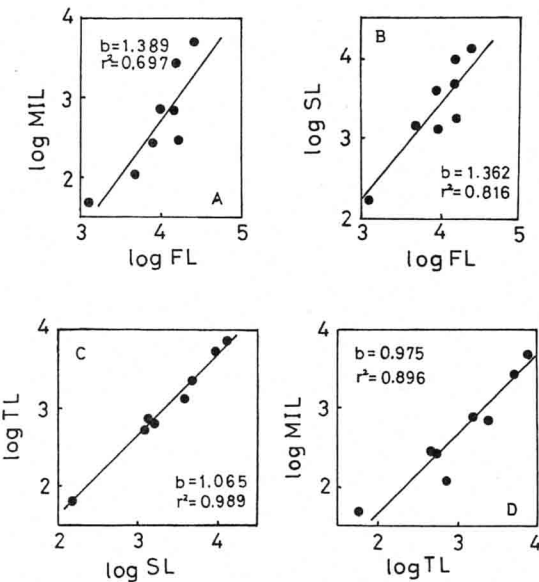 4
b=1.389
r²=0.697
3
log MIL
2
A
3 4 5
log FL
B
4
log SL
3
b=1.362
r²=0.816
2
3 4 5
log FL
4
C
log TL
3
2
b=1.065
r²=0.989
2 3 4
log SL
4
b=0.975
r²=0.896
log MIL
3
2
D
2 3 4
log TL